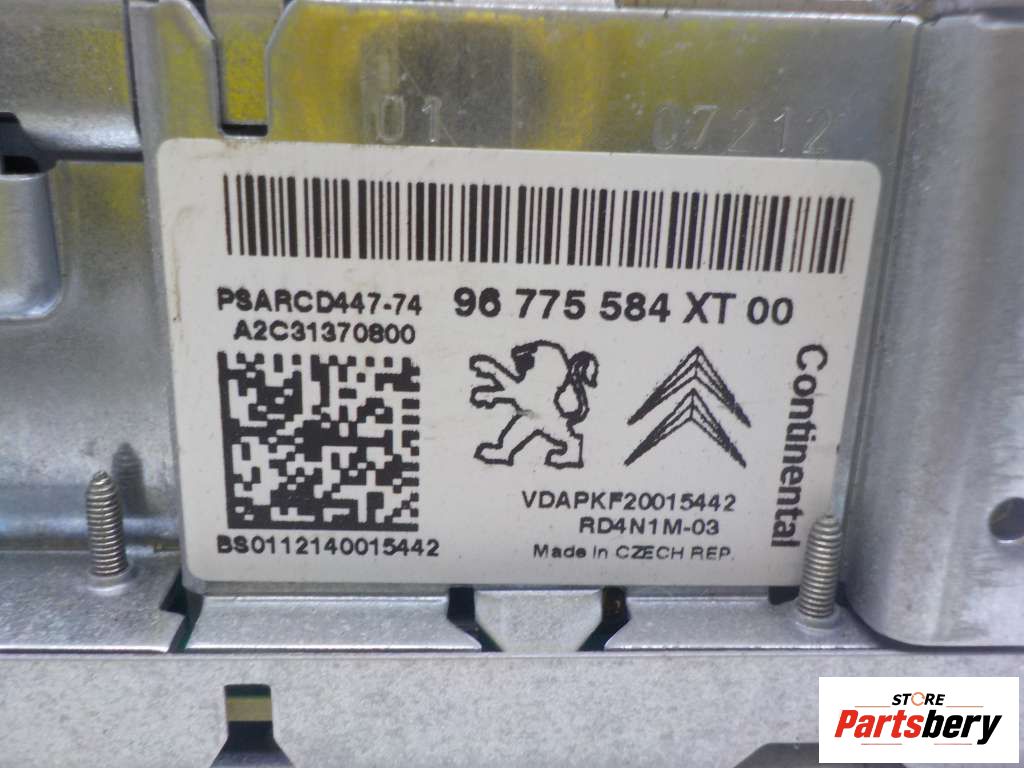 01 07212
PSARCD447-74
96 775 584 XT 00
A2C31370800
Continental
VDAPKF20015442
RD4N1M-03
BS0112140015442
Made in CZECH REP.
STORE
Partsbery